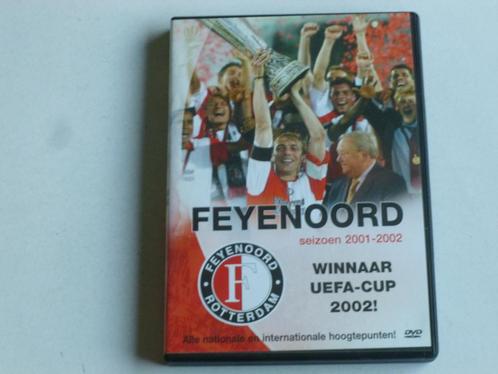 FEYENOORD
seizoen 2001-2002
FEYENOORD
F
ROTTERDAM
WINNAAR
UEFA-CUP
2002!
Alle nationale en internationale hoogtepunten!
DVD